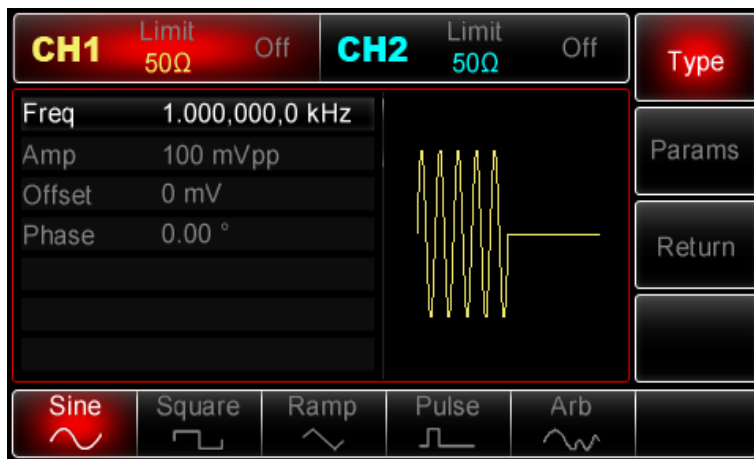 CH1 Limit 50Ω Off CH2 Limit 50Ω Off
Type
Freq 1.000,000,0 kHz
Amp 100 mVpp
Offset 0 mV
Phase 0.00 °
Params
Return
Sine Square Ramp Pulse Arb